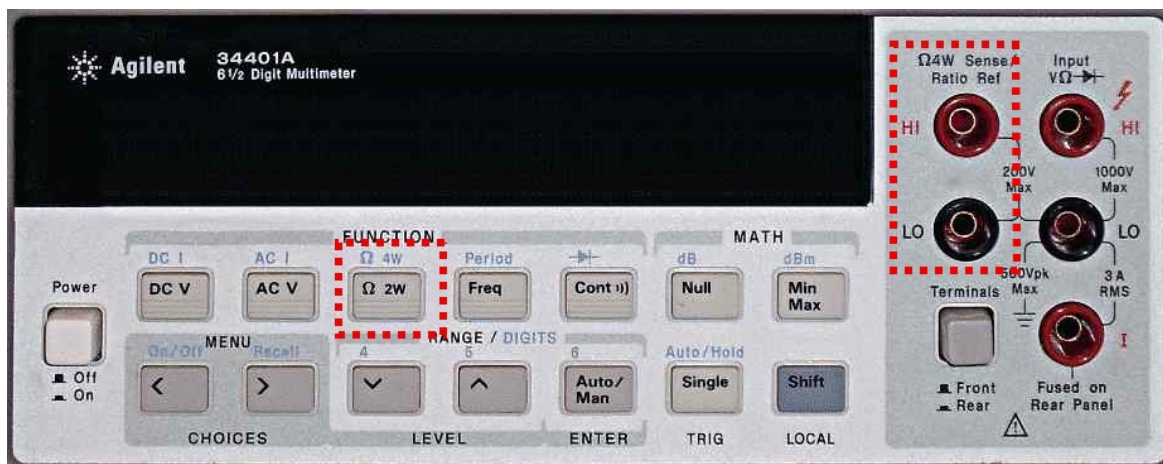 Agilent 34401A
6½ Digit Multimeter
Ω4W Sense/
Ratio Ref
Input
VΩ
HI
HI
200V
Max
1000V
Max
LO
LO
500Vpk
Max
3A
RMS
Terminals
I
Front
Rear
Fused on
Rear Panel
FUNCTION
MATH
DC I
AC I
Ω 4W
Period
dB
dBm
Power
DC V
AC V
Ω 2W
Freq
Cont
Null
Min
Max
Off
On
MENU
RANGE / DIGITS
On/Off
Recall
4
5
6
Auto/Hold
<
>
Auto/
Man
Single
Shift
CHOICES
LEVEL
ENTER
TRIG
LOCAL